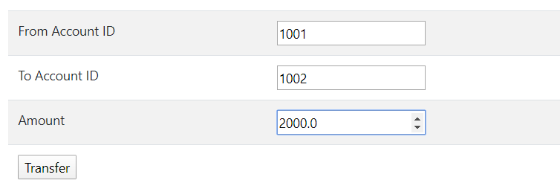 From Account ID 1001
To Account ID 1002
Amount 2000.0
Transfer